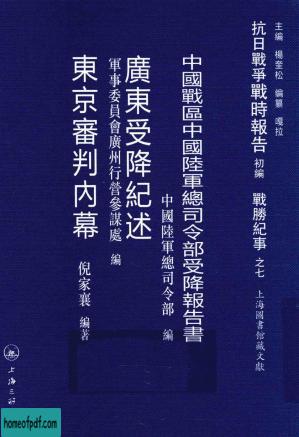 主編 楊奎松 編纂 嘎拉
抗日戰爭戰時報告 初編 戰勝紀事 之七 上海圖書館藏文獻
中國戰區中國陸軍總司令部受降報告書
中國陸軍總司令部 編
廣東受降紀述
軍事委員會廣州行營參謀處 編
東京審判內幕
倪家襄 編著
上海三联
homeofpdf.com